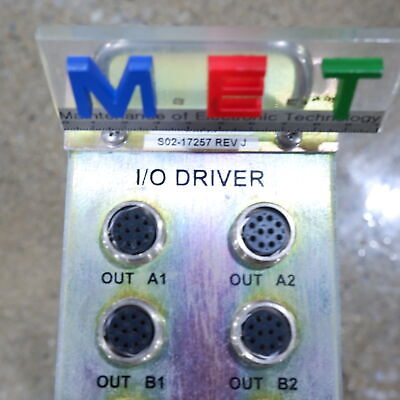 MET
Maintenance of Electronic Technology
S02-17257 REV J
I/O DRIVER
OUT A1 OUT A2
OUT B1 OUT B2